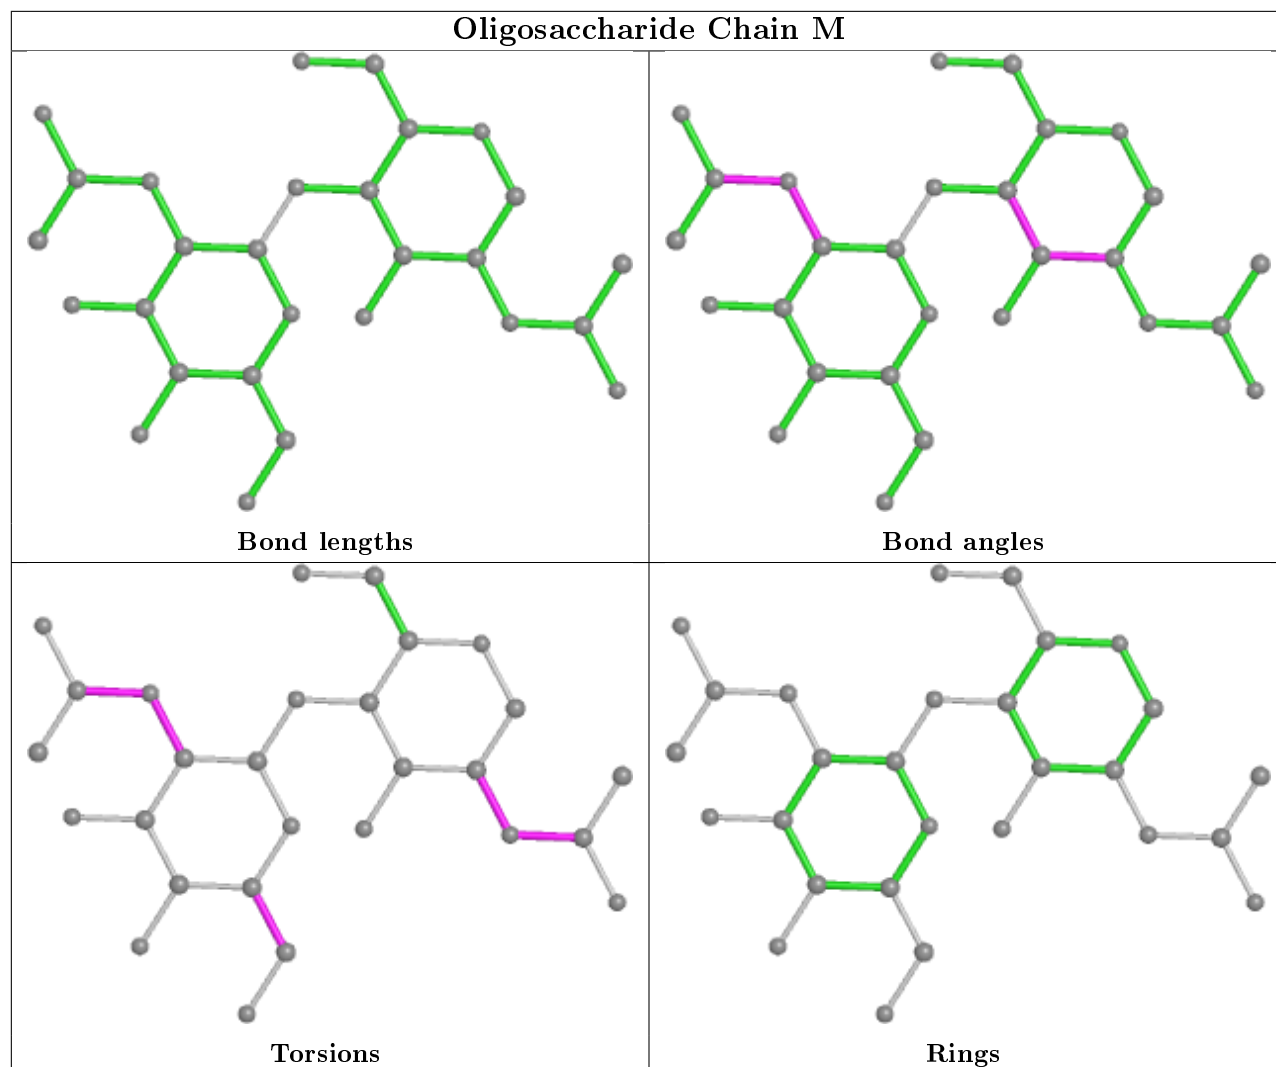 Oligosaccharide Chain M
Bond lengths
Bond angles
Torsions
Rings